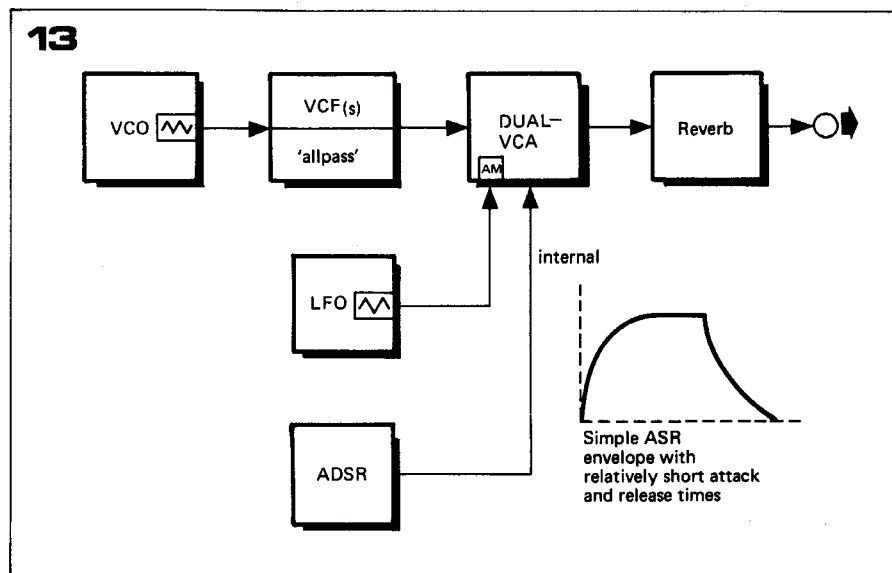 13
VCO
VCF(s)
'allpass'
DUAL-
VCA
AM
Reverb
internal
LFO
ADSR
Simple ASR
envelope with
relatively short attack
and release times